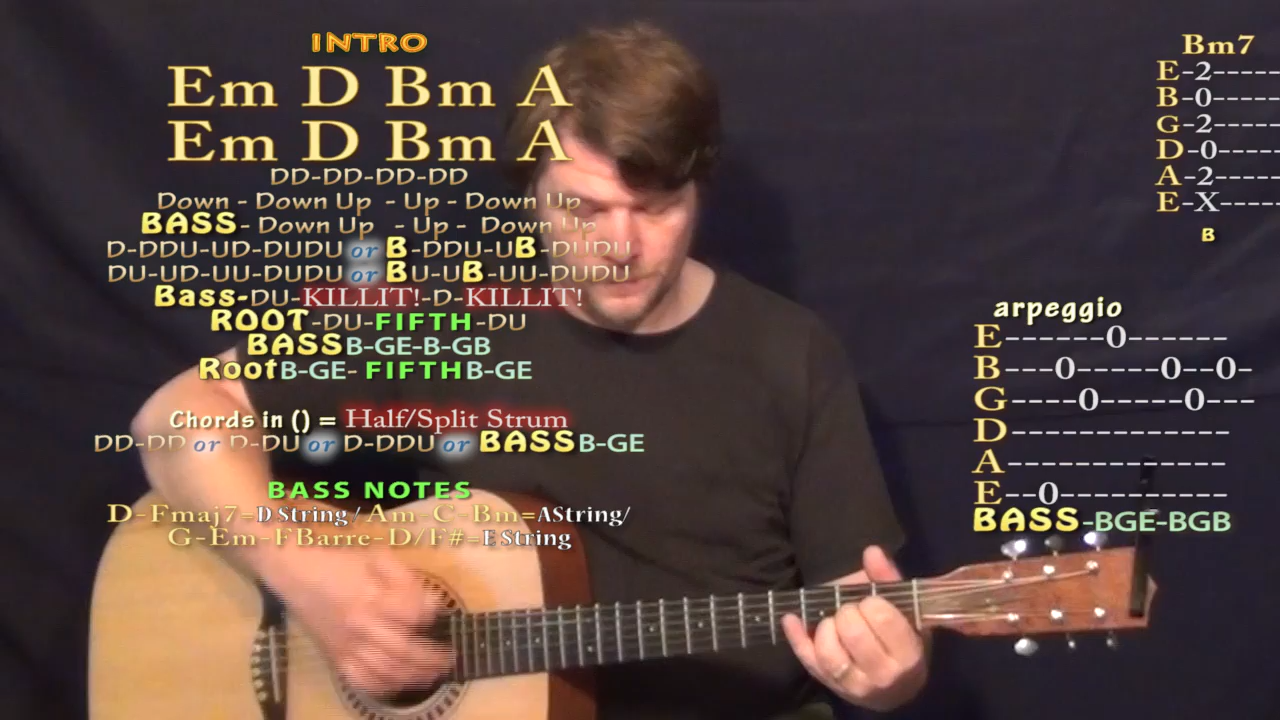 INTRO
Em D Bm A
Em D Bm A
DD-DD-DD-DD
Down - Down Up - Up - Down Up
BASS - Down Up - Up - Down Up
D-DDU-UD-DUDU or B-DDU-UB-DUDU
DU-UD-UU-DUDU or BU-UB-UU-DUDU
Bass-DU-KILLIT!-D-KILLIT!
ROOT-DU-FIFTH-DU
BASSB-GE-B-GB
RootB-GE- FIFTHB-GE
Chords in () = Half/Split Strum
DD-DD or D-DU or D-DDU or BASSB-GE
BASS NOTES
D-Fmaj7=D String/Am-C-Bm=AString/
G-Em-FBarre-D/F#=E String
Bm7
E-2-----
B-0-----
G-2-----
D-0-----
A-2-----
E-X-----
B
arpeggio
E------0------
B---0-----0--0-
G----0-----0---
D-------------
A-------------
E--0----------
BASS-BGE-BGB